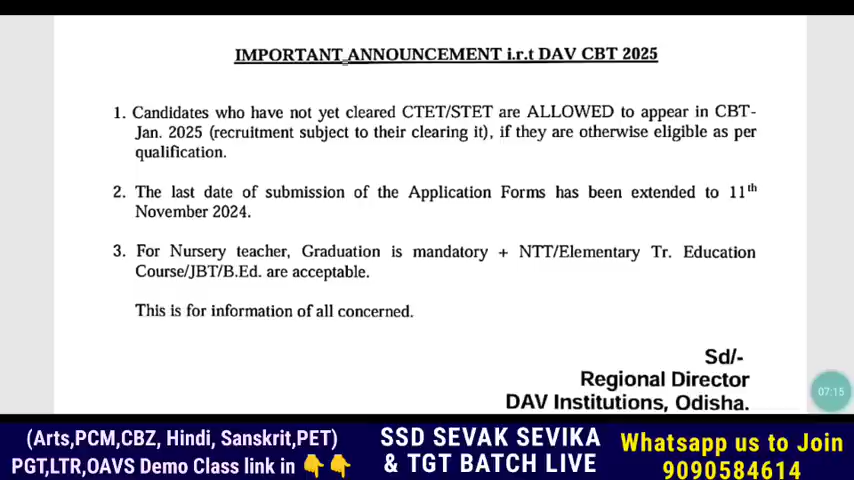 IMPORTANT ANNOUNCEMENT i.r.t DAV CBT 2025
1. Candidates who have not yet cleared CTET/STET are ALLOWED to appear in CBT-
Jan. 2025 (recruitment subject to their clearing it), if they are otherwise eligible as per
qualification.
2. The last date of submission of the Application Forms has been extended to 11th
November 2024.
3. For Nursery teacher, Graduation is mandatory + NTT/Elementary Tr. Education
Course/JBT/B.Ed. are acceptable.
This is for information of all concerned.
Sd/-
Regional Director
DAV Institutions, Odisha.
07:15
(Arts,PCM,CBZ, Hindi, Sanskrit,PET)
PGT,LTR,OAVS Demo Class link in 👇👇
SSD SEVAK SEVIKA
& TGT BATCH LIVE
Whatsapp us to Join
9090584614